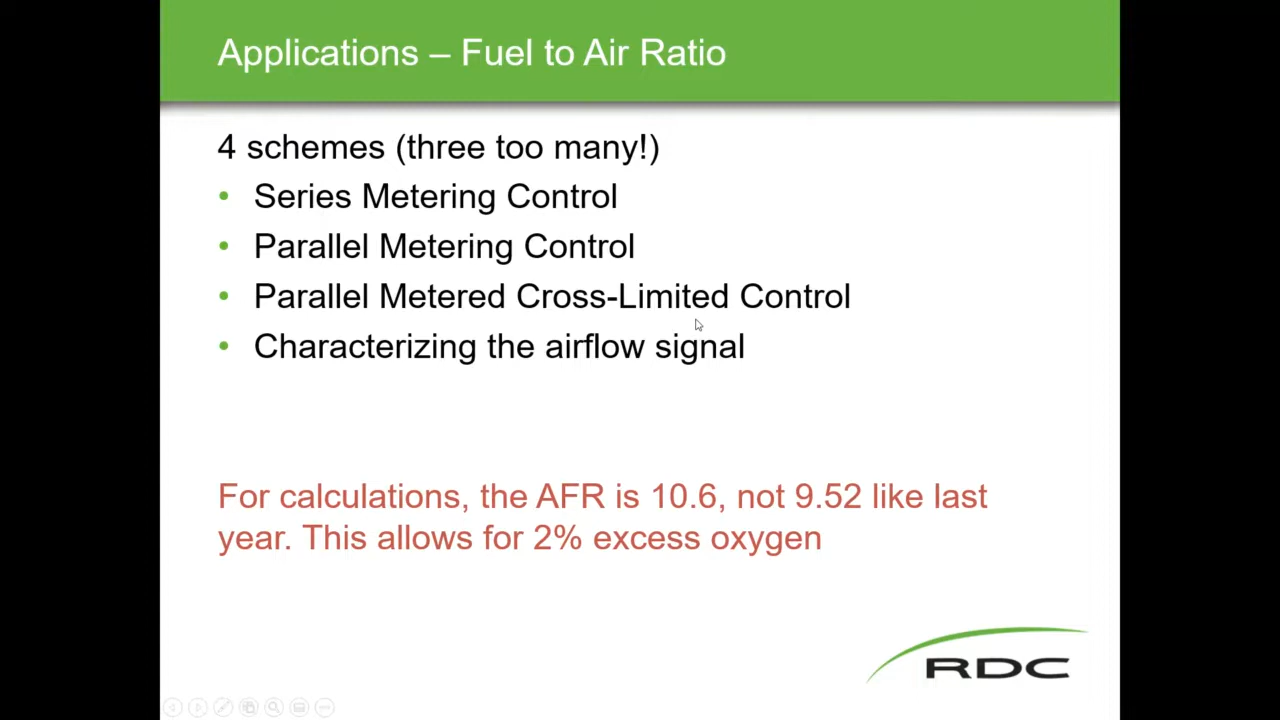 Applications – Fuel to Air Ratio
4 schemes (three too many!)
• Series Metering Control
• Parallel Metering Control
• Parallel Metered Cross-Limited Control
• Characterizing the airflow signal
For calculations, the AFR is 10.6, not 9.52 like last
year. This allows for 2% excess oxygen
RDC